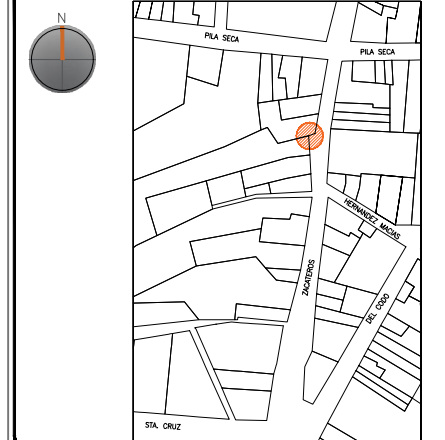 N
PILA SECA
PILA SECA
HERNANDEZ MACIAS
ZACATEROS
DEL CODO
STA. CRUZ